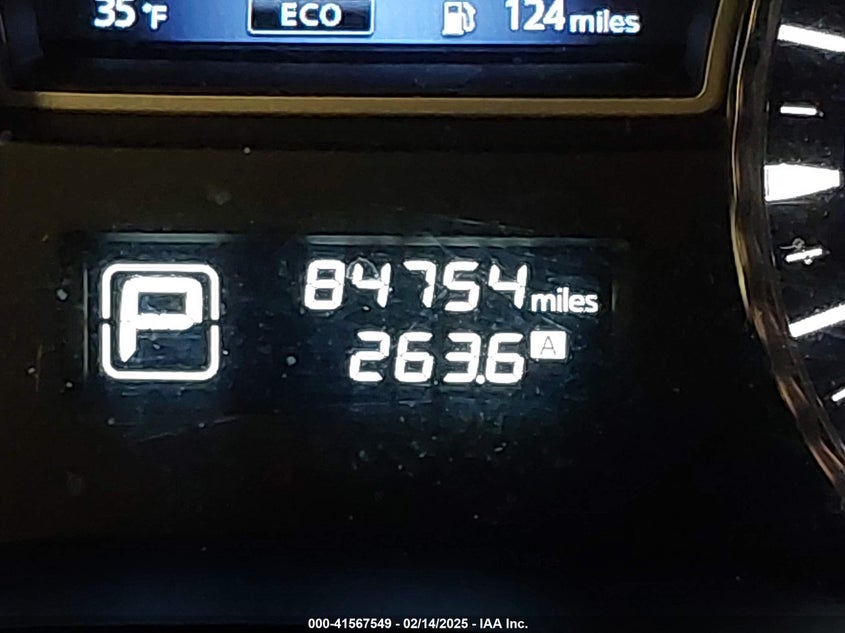 35°F ECO 124 miles
P 84754 miles
263.6 A
000-41567549 - 02/14/2025 - IAA Inc.